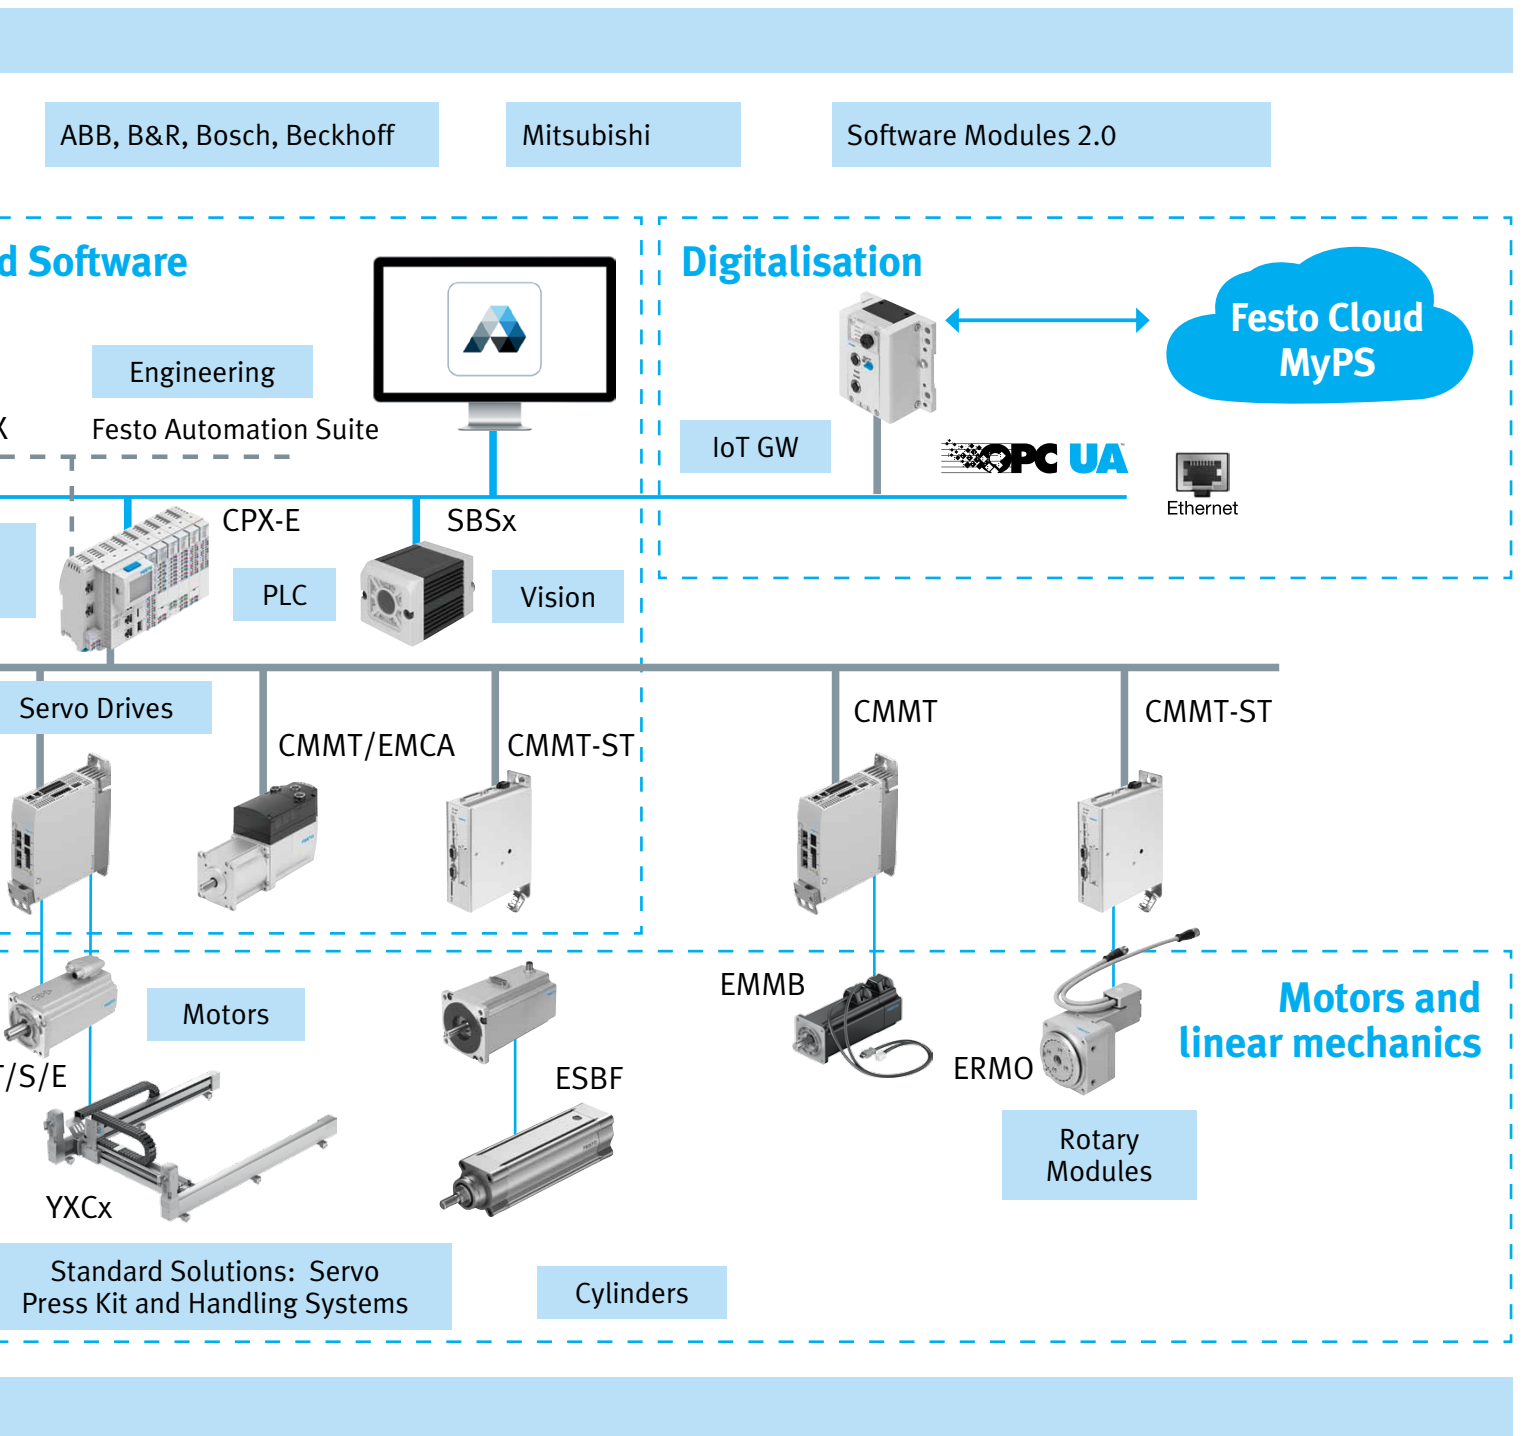 ABB, B&R, Bosch, Beckhoff
Mitsubishi
Software Modules 2.0
d Software
Digitalisation
Festo Cloud
MyPS
Engineering
X
Festo Automation Suite
IoT GW
OPC UA
Ethernet
CPX-E
SBSx
PLC
Vision
Servo Drives
CMMT
CMMT-ST
CMMT/EMCA
CMMT-ST
EMMB
Motors and
linear mechanics
Motors
T/S/E
ESBF
ERMO
Rotary
Modules
YXCx
Standard Solutions: Servo
Press Kit and Handling Systems
Cylinders